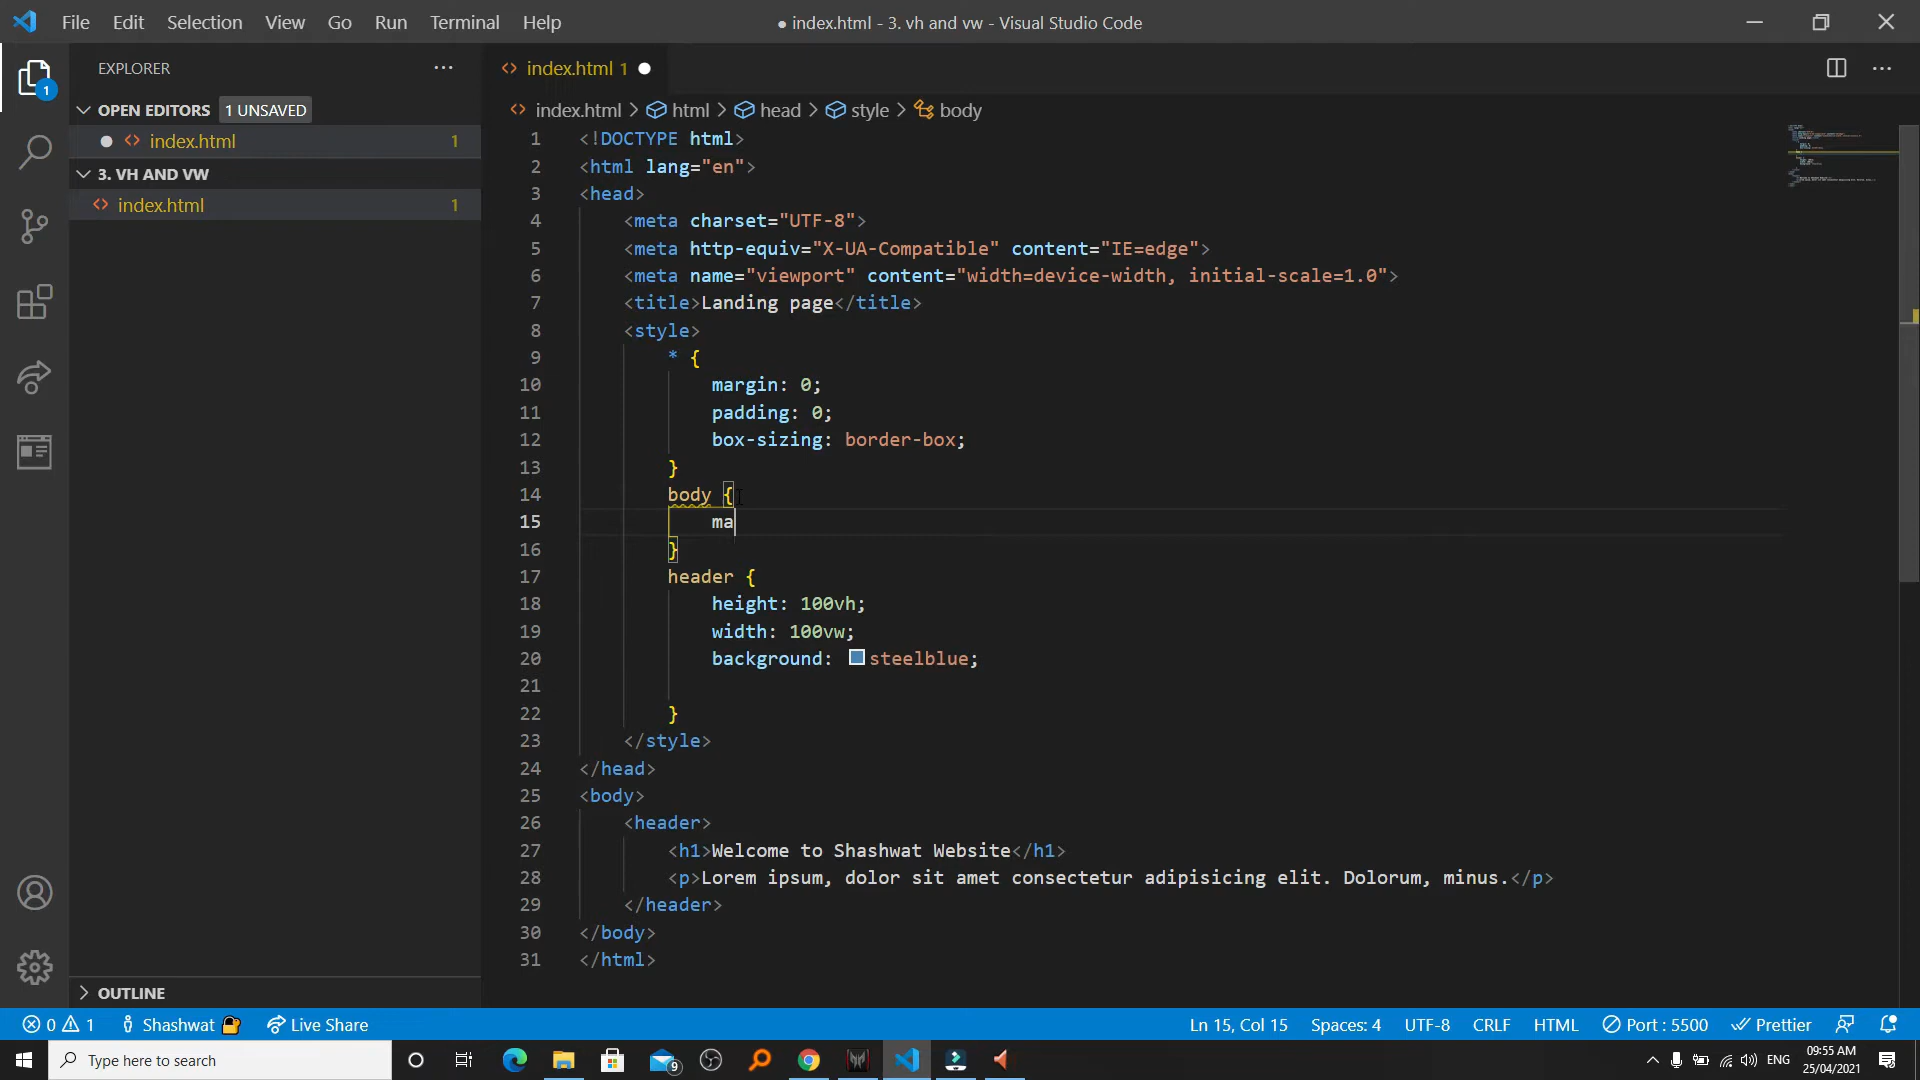 File Edit Selection View Go Run Terminal Help
● index.html - 3. vh and vw - Visual Studio Code
EXPLORER
1
OPEN EDITORS 1 UNSAVED
index.html 1
3. VH AND VW
index.html 1
OUTLINE
index.html 1
index.html > html > head > style > body
1 <!DOCTYPE html>
2 <html lang="en">
3 <head>
4 <meta charset="UTF-8">
5 <meta http-equiv="X-UA-Compatible" content="IE=edge">
6 <meta name="viewport" content="width=device-width, initial-scale=1.0">
7 <title>Landing page</title>
8 <style>
9 * {
10 margin: 0;
11 padding: 0;
12 box-sizing: border-box;
13 }
14 body {
15 ma
16 }
17 header {
18 height: 100vh;
19 width: 100vw;
20 background: steelblue;
21
22 }
23 </style>
24 </head>
25 <body>
26 <header>
27 <h1>Welcome to Shashwat Website</h1>
28 <p>Lorem ipsum, dolor sit amet consectetur adipisicing elit. Dolorum, minus.</p>
29 </header>
30 </body>
31 </html>
0 1 Shashwat Live Share Ln 15, Col 15 Spaces: 4 UTF-8 CRLF HTML Port : 5500 Prettier
Type here to search
9
ENG
09:55 AM
25/04/2021